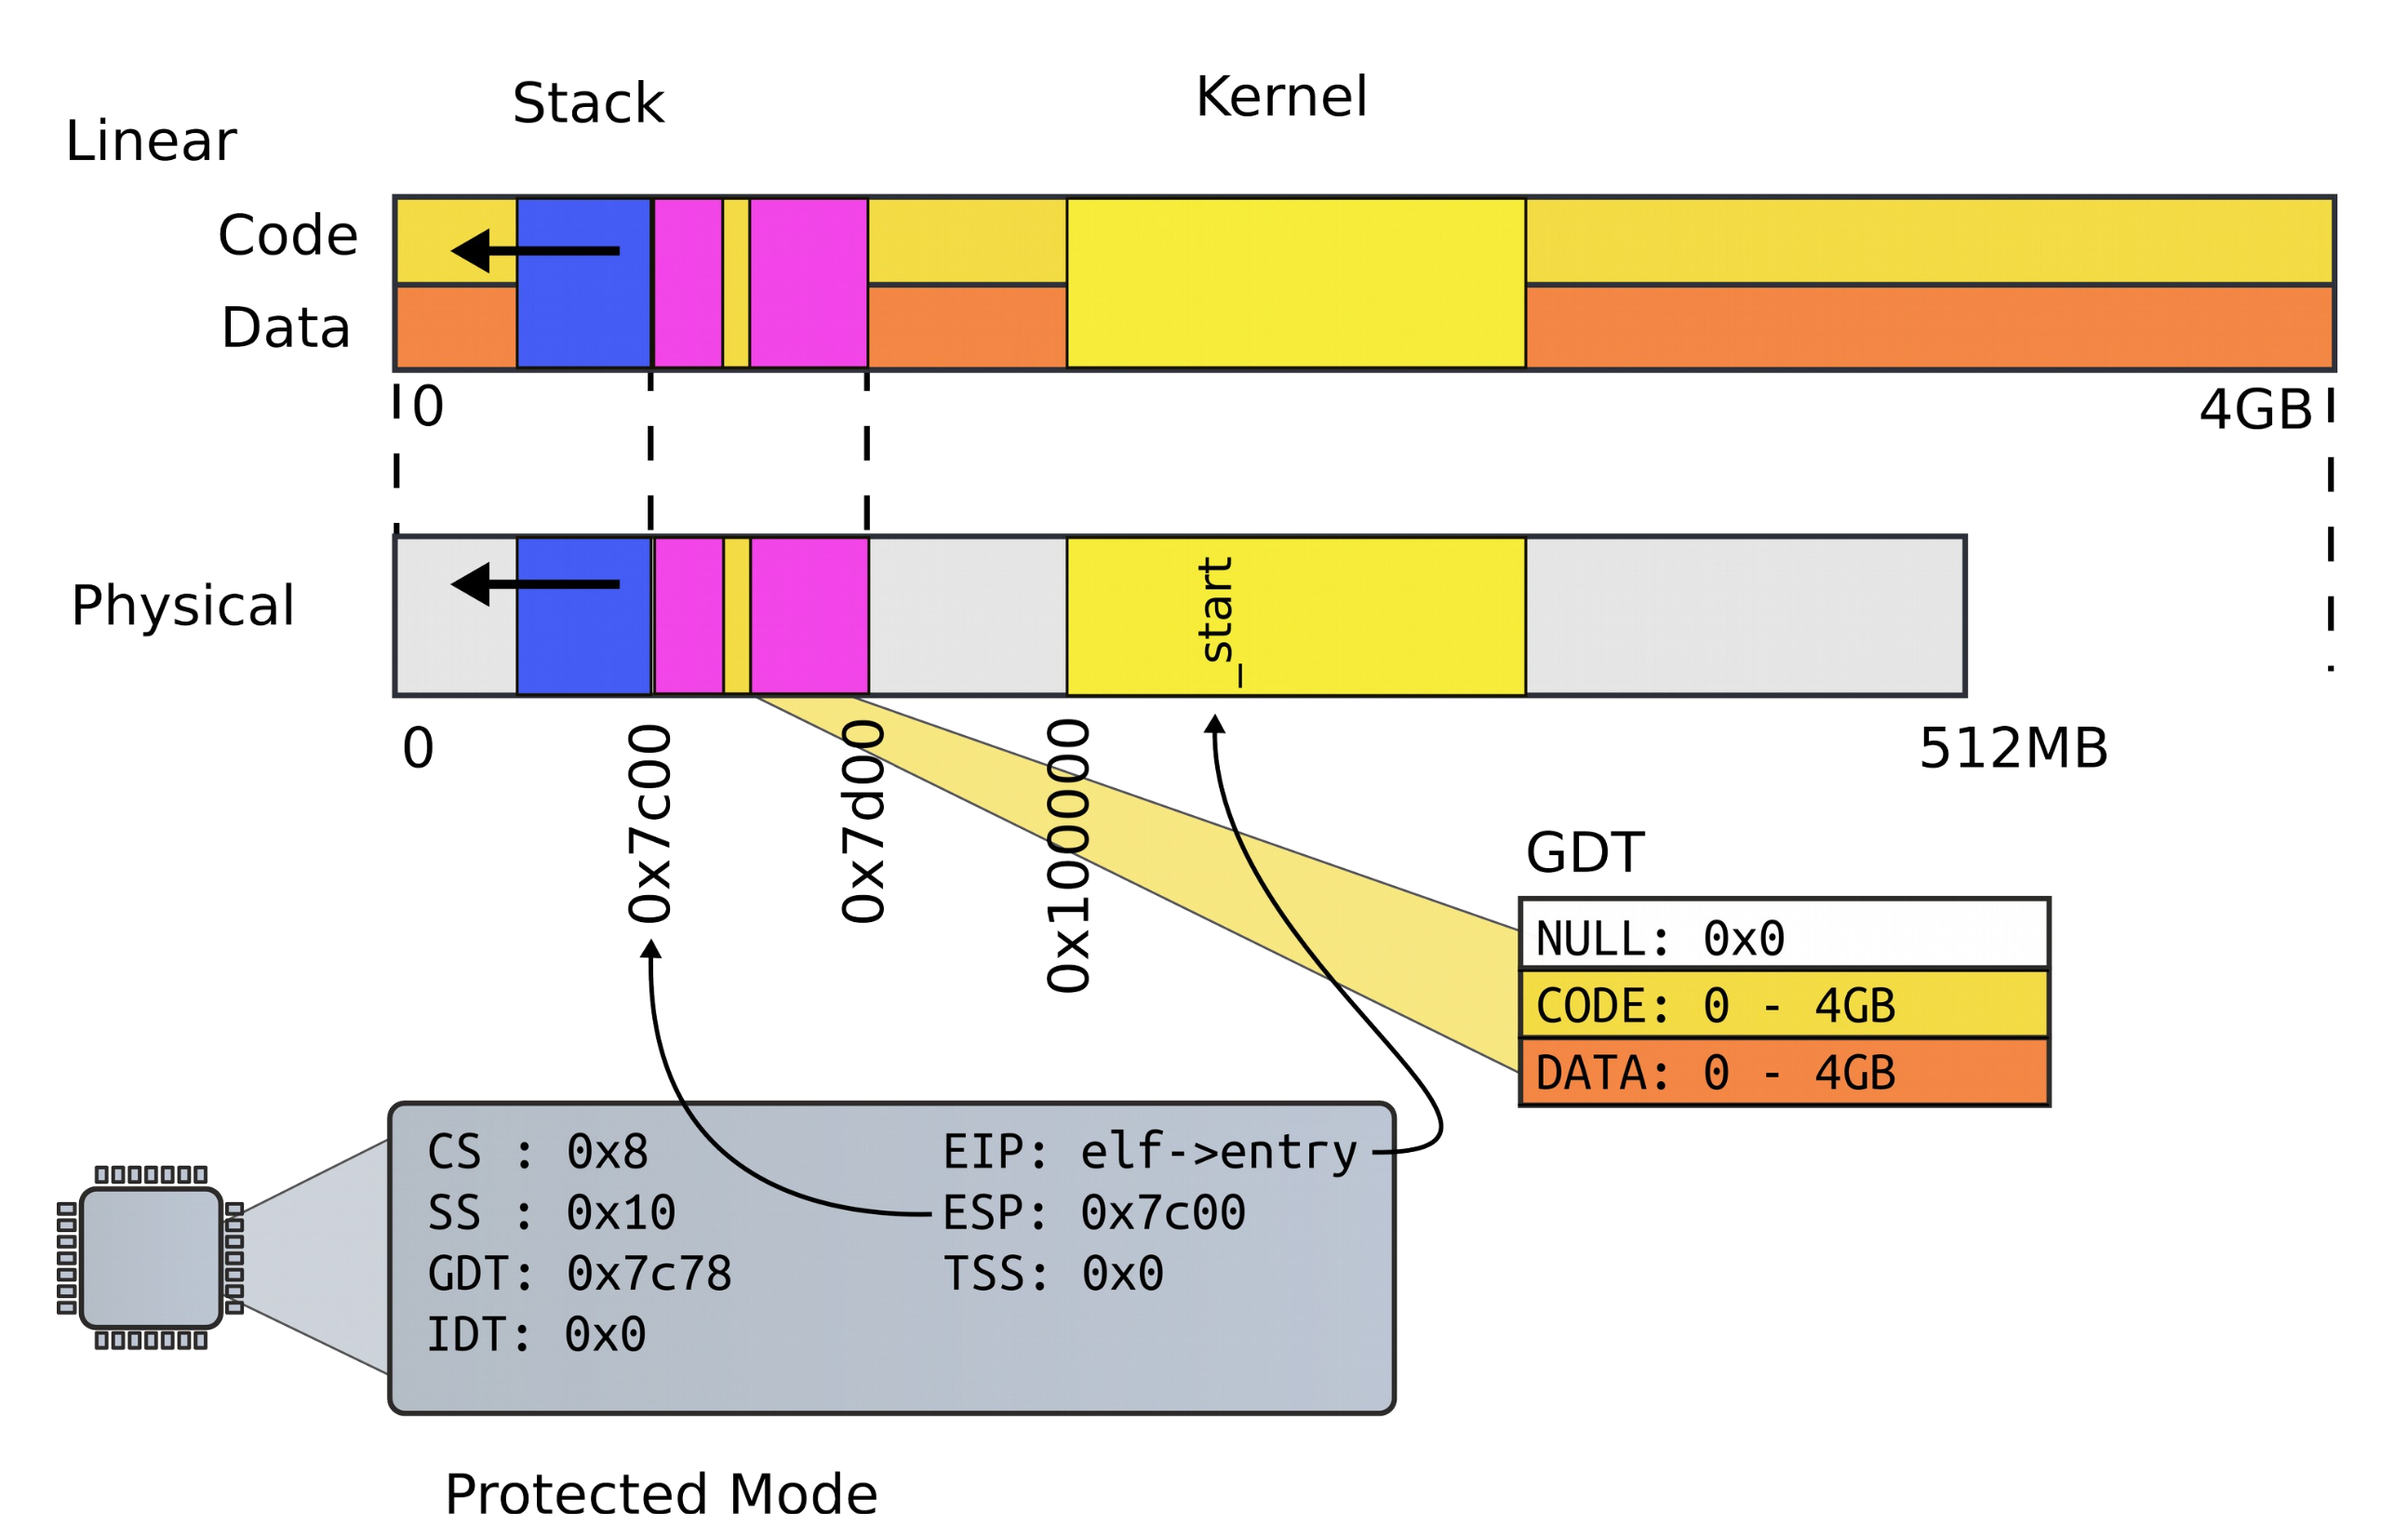 Stack
Kernel
Linear
Code
Data
0
4GB
Physical
_start
0
0x7c00
0x7d00
0x100000
512MB
GDT
NULL: 0x0
CODE: 0 - 4GB
DATA: 0 - 4GB
CS : 0x8
EIP: elf->entry
SS : 0x10
ESP: 0x7c00
GDT: 0x7c78
TSS: 0x0
IDT: 0x0
Protected Mode